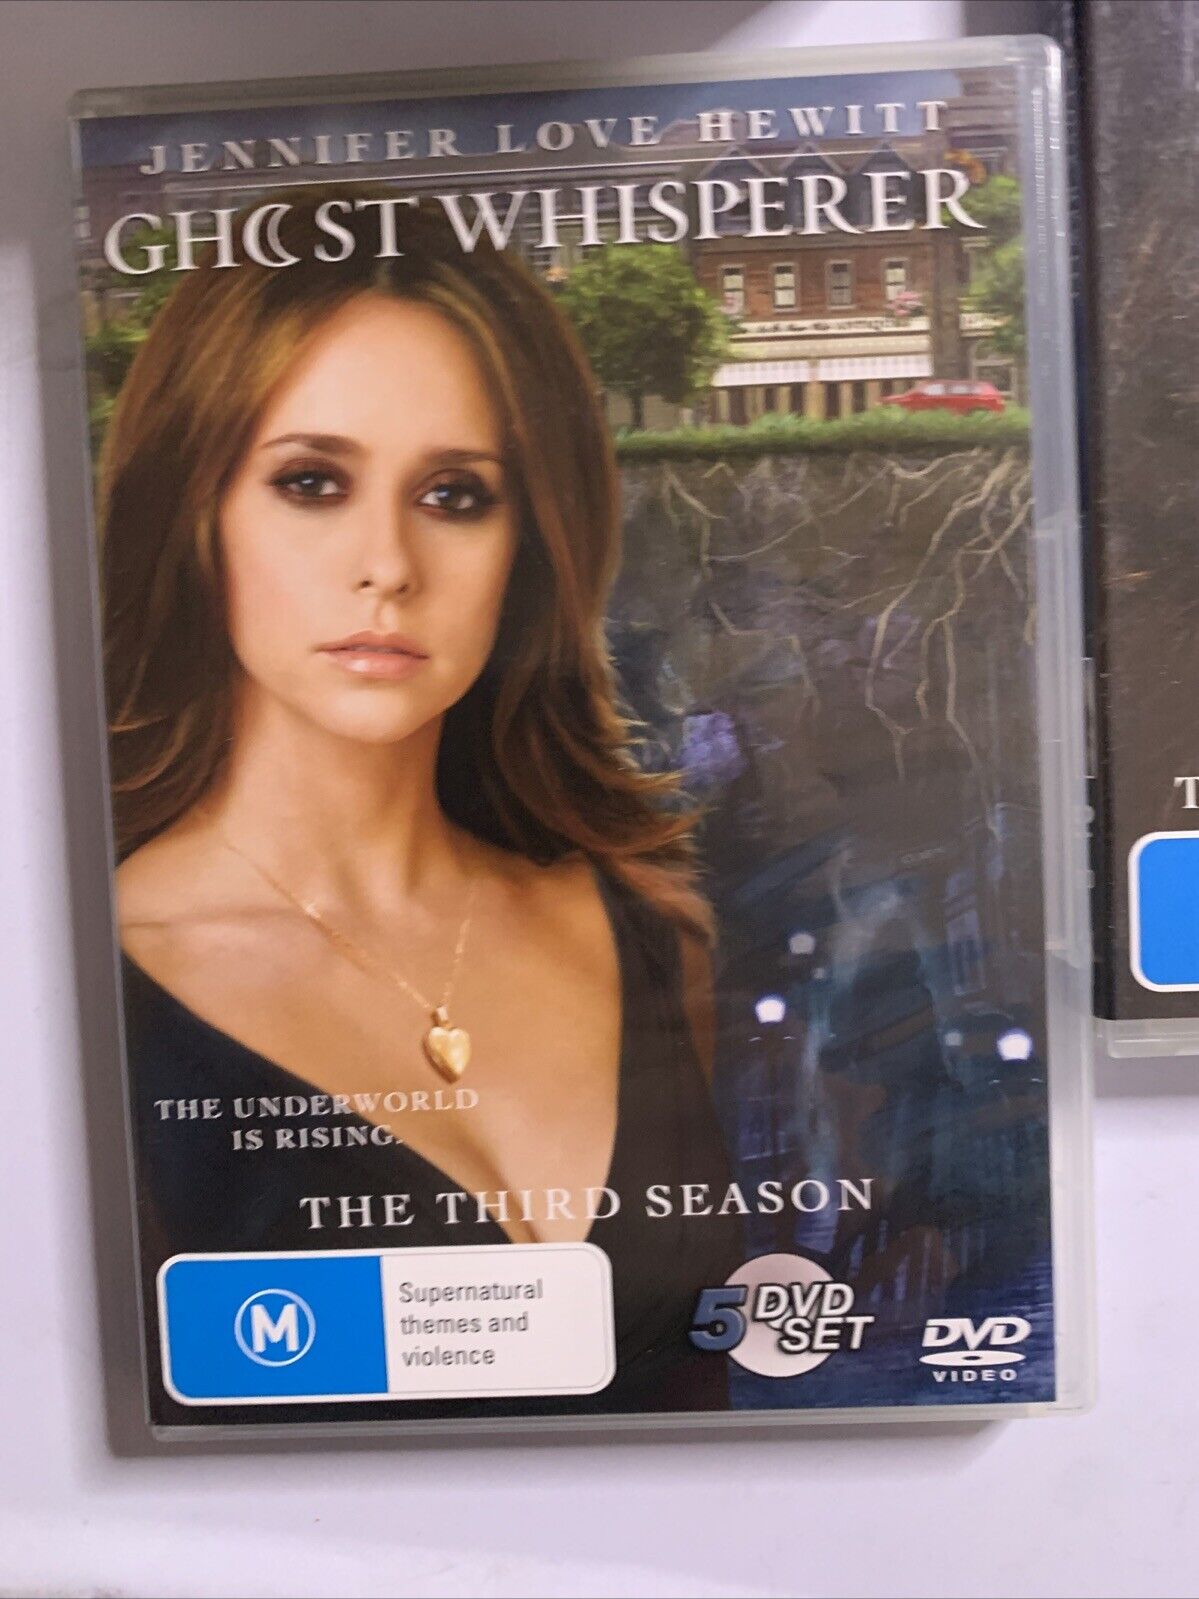 JENNIFER LOVE HEWITT
GHOST WHISPERER
THE UNDERWORLD
IS RISING.
THE THIRD SEASON
M
Supernatural
themes and
violence
5 DVD
SET
DVD
VIDEO
T